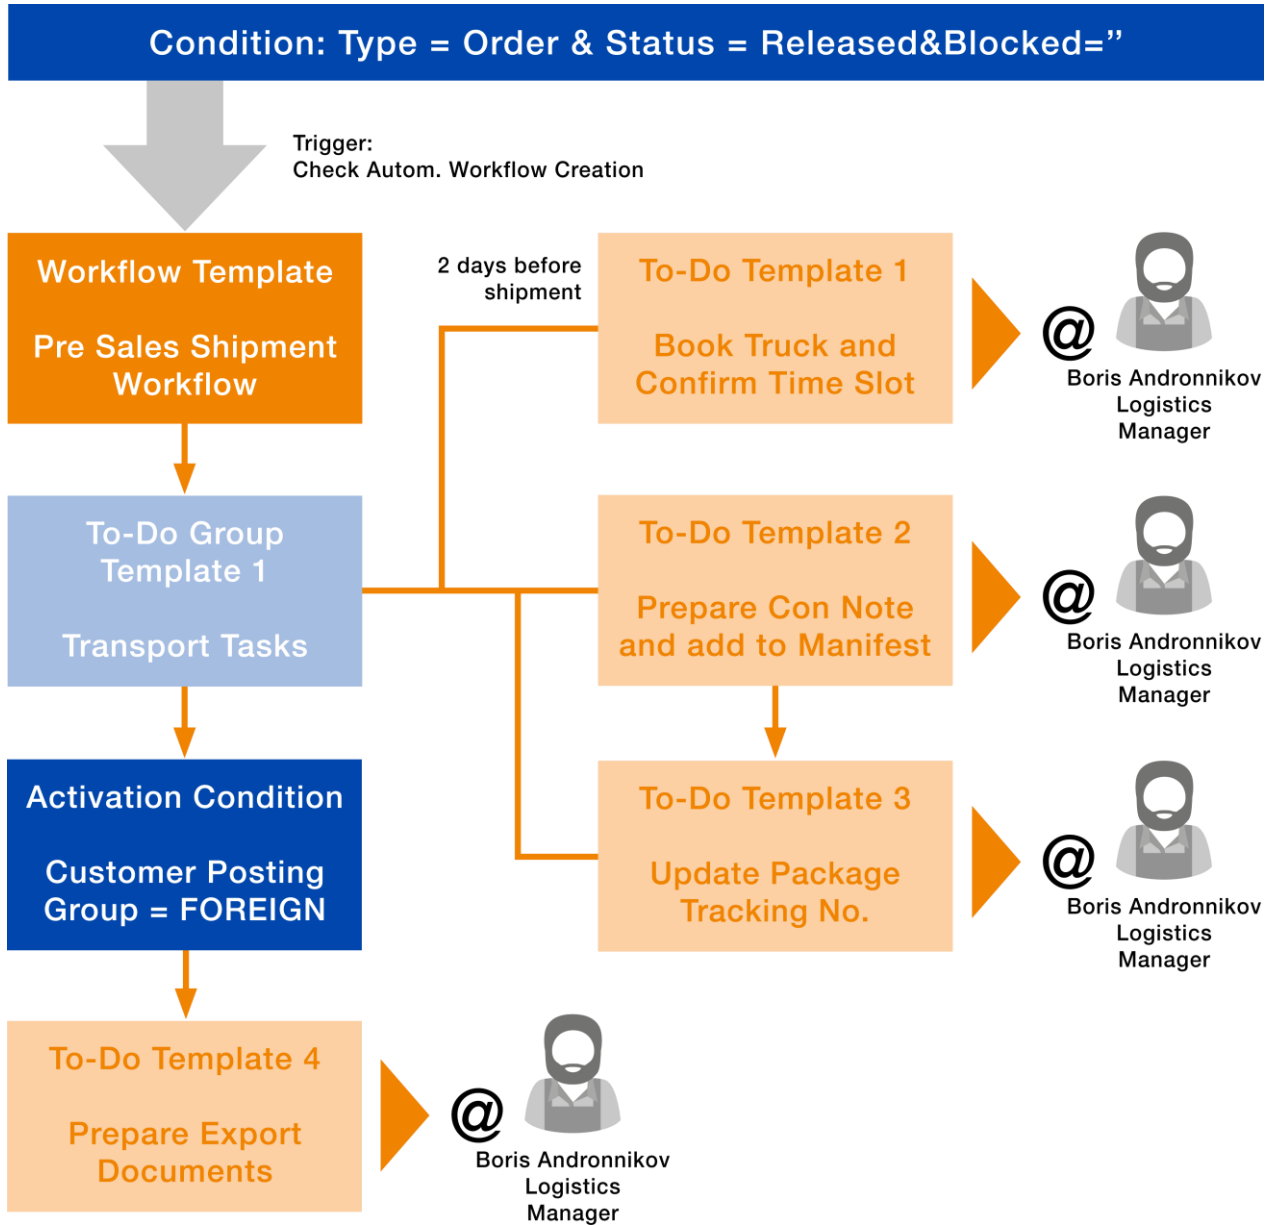 Condition: Type = Order & Status = Released&Blocked=”
Trigger:
Check Autom. Workflow Creation
Workflow Template
Pre Sales Shipment
Workflow
2 days before
shipment
To-Do Template 1
Book Truck and
Confirm Time Slot
@
Boris Andronnikov
Logistics
Manager
To-Do Group
Template 1
Transport Tasks
To-Do Template 2
Prepare Con Note
and add to Manifest
@
Boris Andronnikov
Logistics
Manager
Activation Condition
Customer Posting
Group = FOREIGN
To-Do Template 3
Update Package
Tracking No.
@
Boris Andronnikov
Logistics
Manager
To-Do Template 4
Prepare Export
Documents
@
Boris Andronnikov
Logistics
Manager